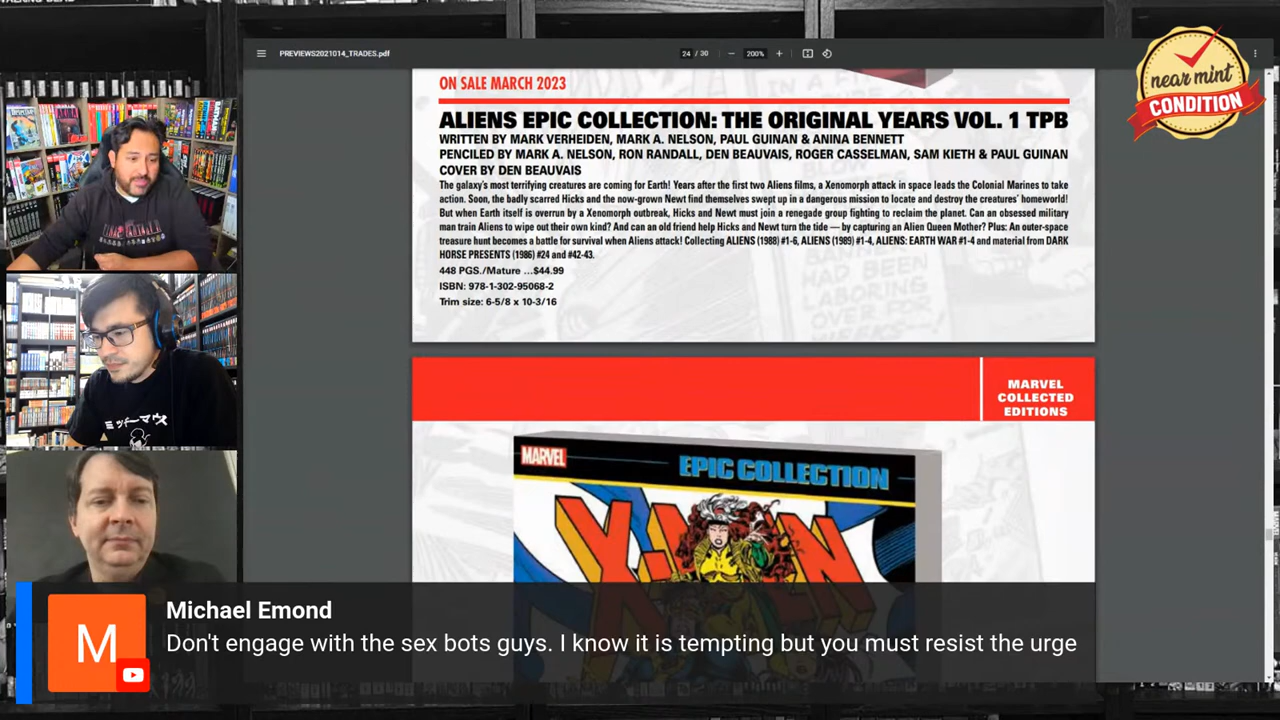 PREVIEWS2021014_TRADES.pdf
24 / 30
200%
near mint
CONDITION
ON SALE MARCH 2023
ALIENS EPIC COLLECTION: THE ORIGINAL YEARS VOL. 1 TPB
WRITTEN BY MARK VERHEIDEN, MARK A. NELSON, PAUL GUINAN & ANINA BENNETT
PENCILED BY MARK A. NELSON, RON RANDALL, DEN BEAUVAIS, ROGER CASSELMAN, SAM KIETH & PAUL GUINAN
COVER BY DEN BEAUVAIS
The galaxy's most terrifying creatures are coming for Earth! Years after the first two Aliens films, a Xenomorph attack in space leads the Colonial Marines to take
action. Soon, the badly scarred Hicks and the now-grown Newt find themselves swept up in a dangerous mission to locate and destroy the creatures' homeworld!
But when Earth itself is overrun by a Xenomorph outbreak, Hicks and Newt must join a renegade group fighting to reclaim the planet. Can an obsessed military
man train Aliens to wipe out their own kind? And can an old friend help Hicks and Newt turn the tide — by capturing an Alien Queen Mother? Plus: An outer-space
treasure hunt becomes a battle for survival when Aliens attack! Collecting ALIENS (1988) #1-6, ALIENS (1989) #1-4, ALIENS: EARTH WAR #1-4 and material from DARK
HORSE PRESENTS (1986) #24 and #42-43.
448 PGS./Mature ...$44.99
ISBN: 978-1-302-95068-2
Trim size: 6-5/8 x 10-3/16
MARVEL
COLLECTED
EDITIONS
MARVEL
EPIC COLLECTION
X-MEN
ミッキーマウス
M
Michael Emond
Don't engage with the sex bots guys. I know it is tempting but you must resist the urge